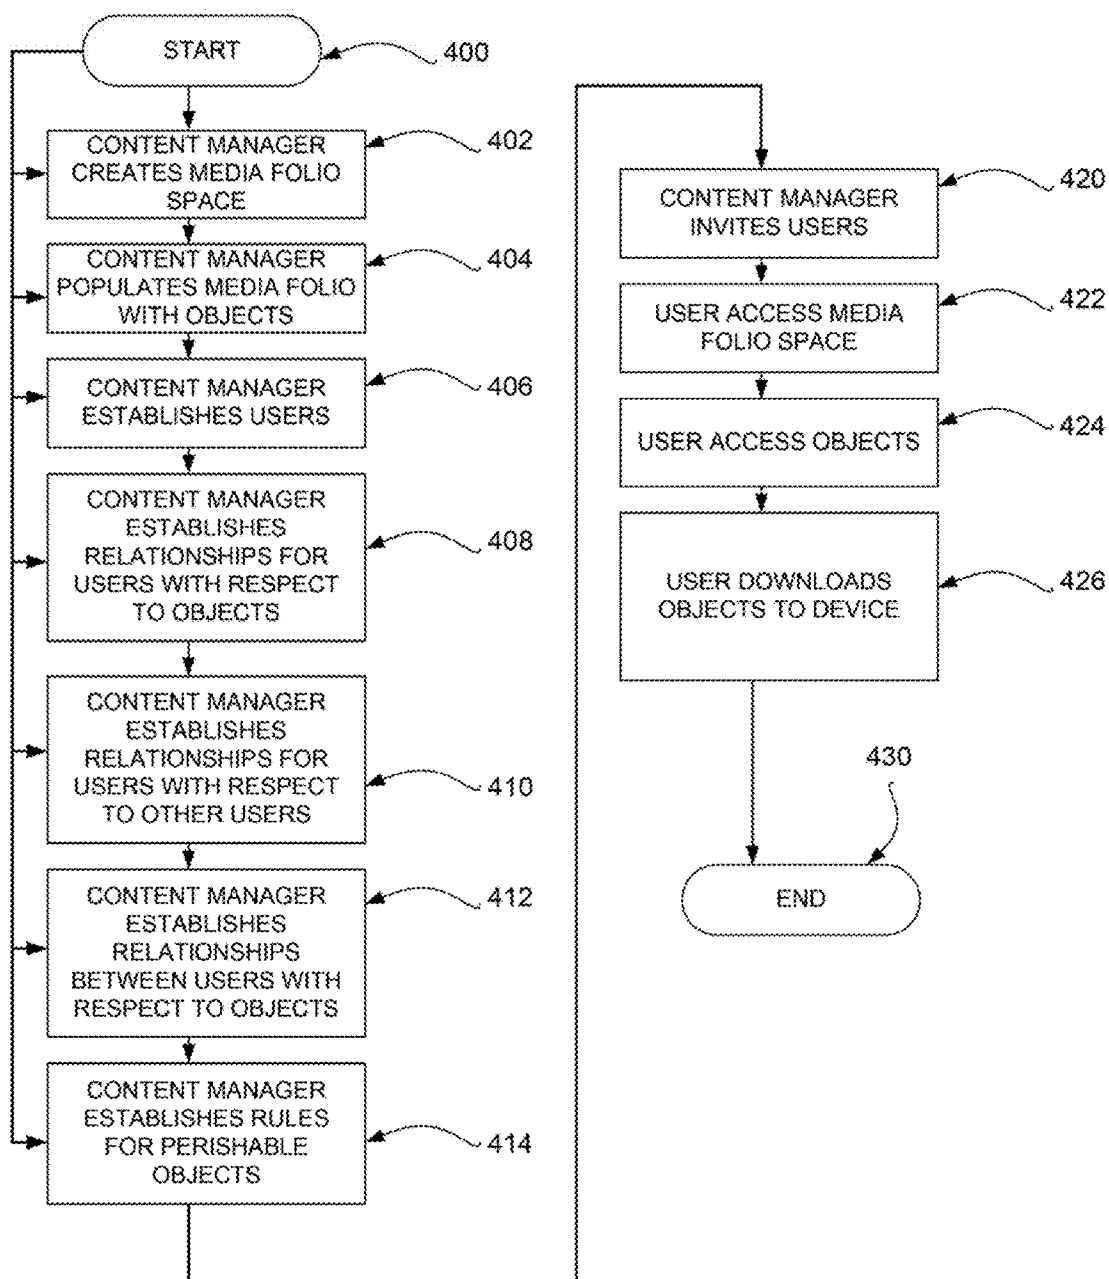 START
400
CONTENT MANAGER
CREATES MEDIA FOLIO
SPACE
402
CONTENT MANAGER
POPULATES MEDIA FOLIO
WITH OBJECTS
404
CONTENT MANAGER
ESTABLISHES USERS
406
CONTENT MANAGER
ESTABLISHES
RELATIONSHIPS FOR
USERS WITH RESPECT
TO OBJECTS
408
CONTENT MANAGER
ESTABLISHES
RELATIONSHIPS FOR
USERS WITH RESPECT
TO OTHER USERS
410
CONTENT MANAGER
ESTABLISHES
RELATIONSHIPS
BETWEEN USERS WITH
RESPECT TO OBJECTS
412
CONTENT MANAGER
ESTABLISHES RULES
FOR PERISHABLE
OBJECTS
414
CONTENT MANAGER
INVITES USERS
420
USER ACCESS MEDIA
FOLIO SPACE
422
USER ACCESS OBJECTS
424
USER DOWNLOADS
OBJECTS TO DEVICE
426
430
END